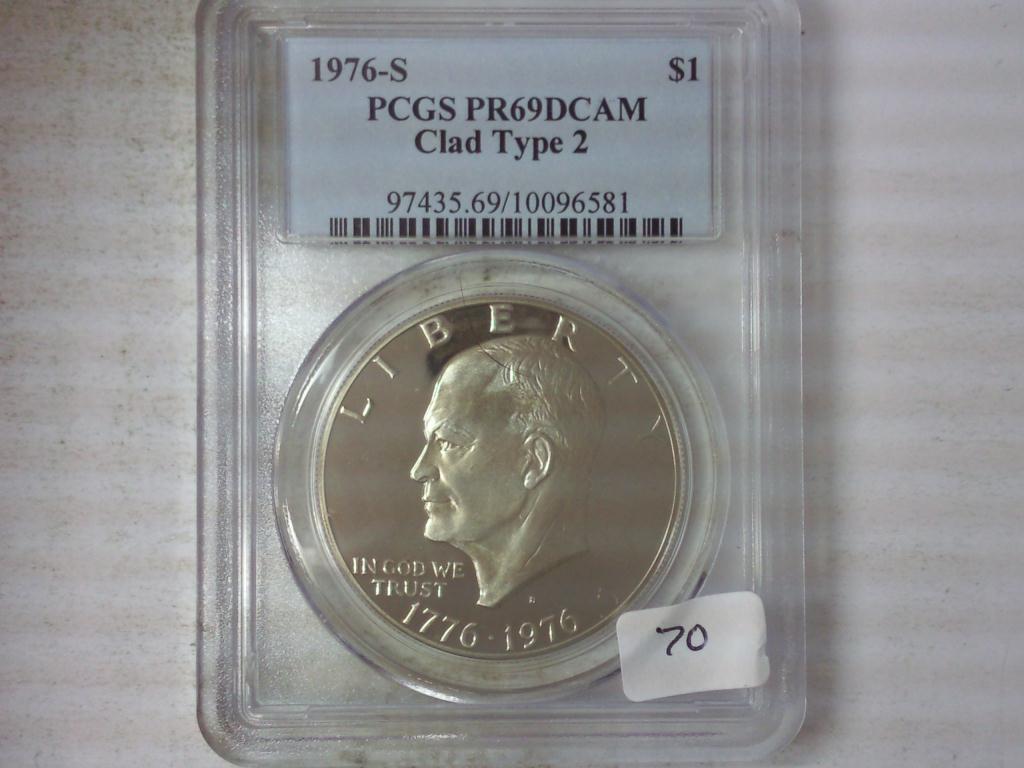 1976-S $1
PCGS PR69DCAM
Clad Type 2
97435.69/10096581
LIBERTY
IN GOD WE
TRUST
1776·1976
70